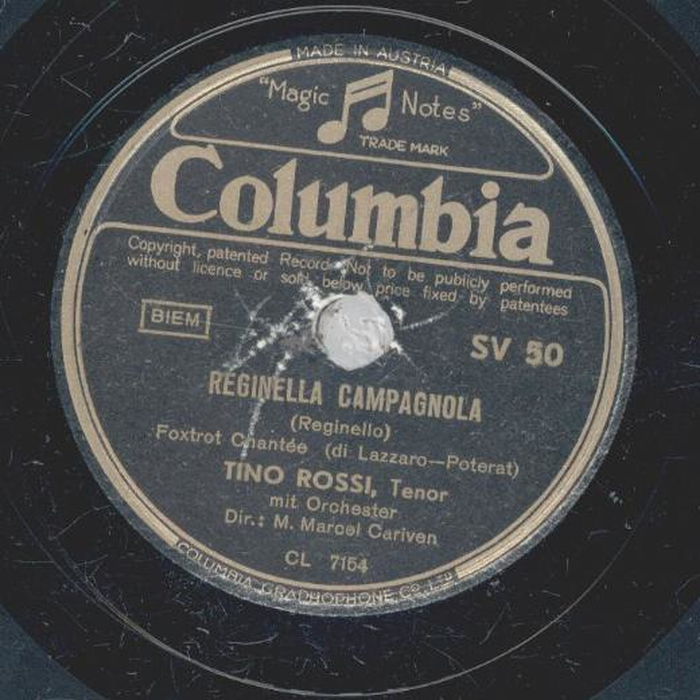 MADE IN AUSTRIA
"Magic Notes"
TRADE MARK
Columbia
Copyright, patented Record. Not to be publicly performed
without licence or sold below price fixed by patentees
BIEM
SV 50
REGINELLA CAMPAGNOLA
(Reginello)
Foxtrot Chantée (di Lazzaro—Poterat)
TINO ROSSI, Tenor
mit Orchester
Dir.: M. Marcel Cariven
CL 7154
COLUMBIA GRAPHOPHONE CO. LTD